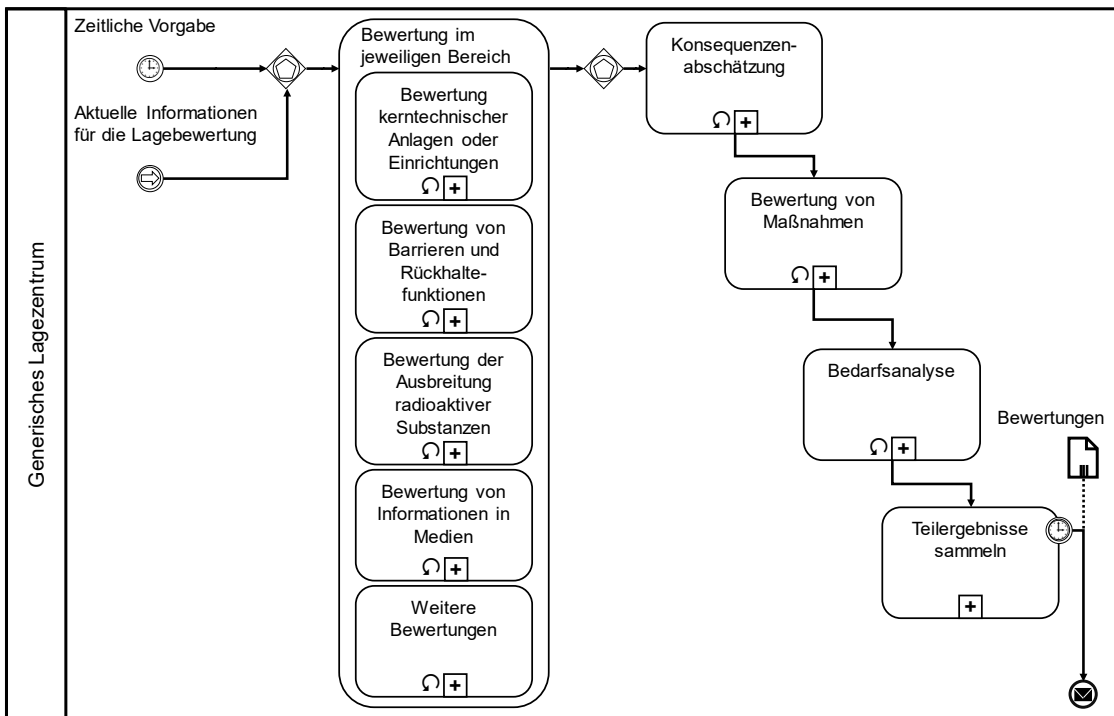 Generisches Lagezentrum
Zeitliche Vorgabe
Aktuelle Informationen
für die Lagebewertung
Bewertung im
jeweiligen Bereich
Bewertung
kerntechnischer
Anlagen oder
Einrichtungen
Bewertung von
Barrieren und
Rückhalte-
funktionen
Bewertung der
Ausbreitung
radioaktiver
Substanzen
Bewertung von
Informationen in
Medien
Weitere
Bewertungen
Konsequenzen-
abschätzung
Bewertung von
Maßnahmen
Bedarfsanalyse
Bewertungen
Teilergebnisse
sammeln